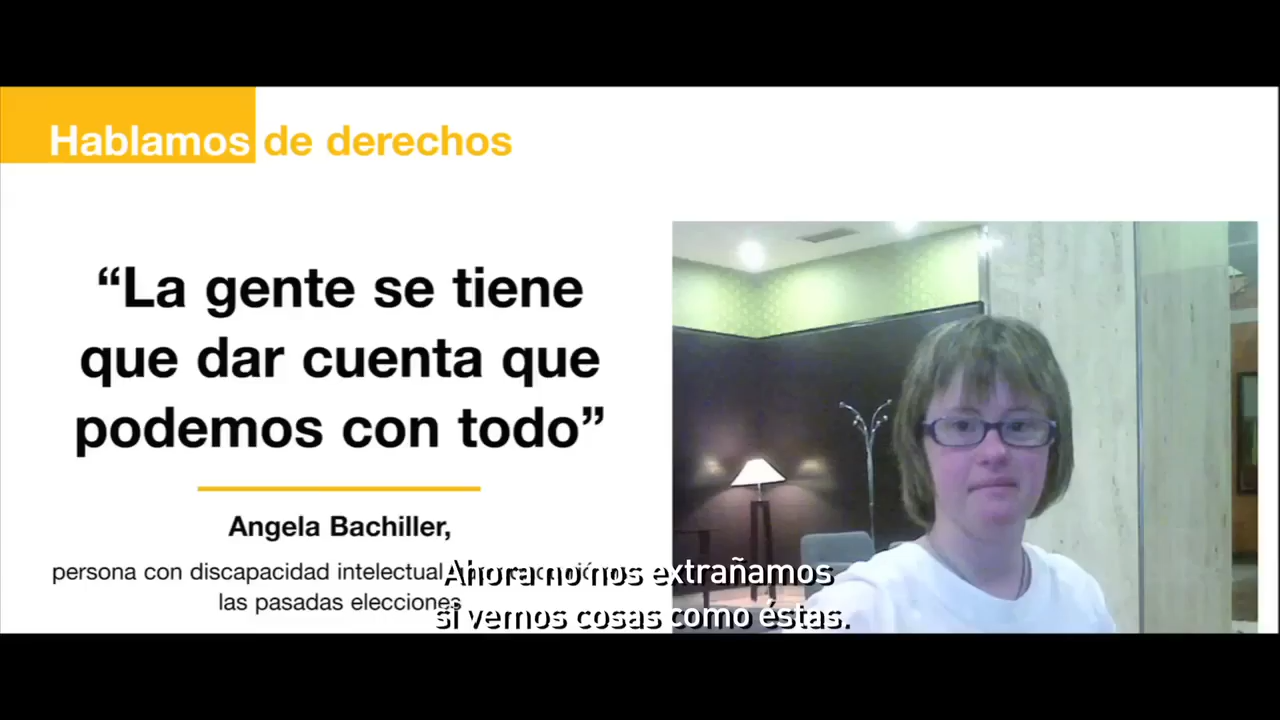 Hablamos de derechos
“La gente se tiene
que dar cuenta que
podemos con todo”
Angela Bachiller,
persona con discapacidad intelectual
las pasadas elecciones
Ahora no nos extrañamos
si vemos cosas como éstas.